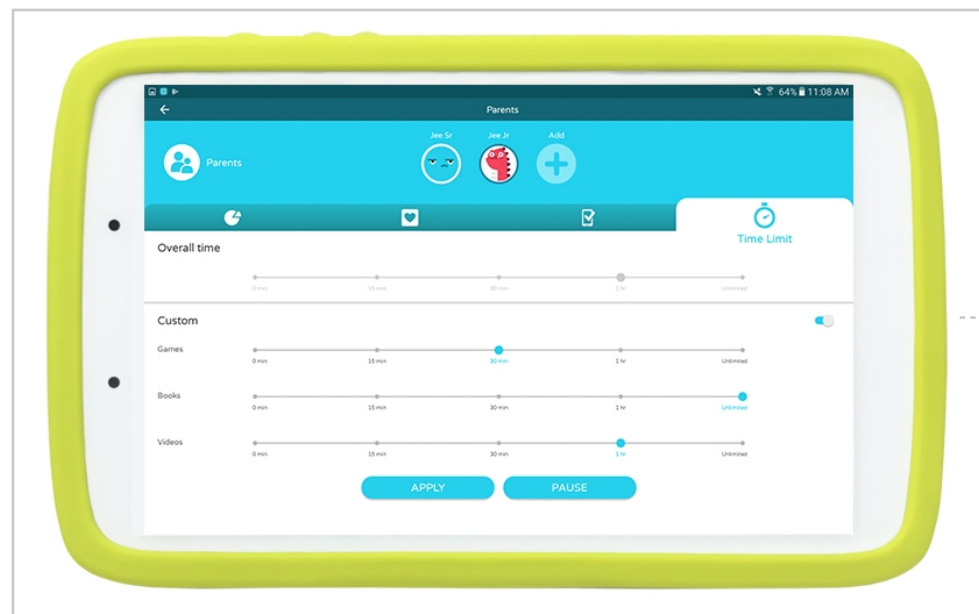 64% 11:08 AM
Parents
Jee Sr Jee Jr Add
Parents
Time Limit
Overall time
0 min 15 min 30 min 1 hr Unlimited
Custom
Games
0 min 15 min 30 min 1 hr Unlimited
Books
0 min 15 min 30 min 1 hr Unlimited
Videos
0 min 15 min 30 min 1 hr Unlimited
APPLY PAUSE